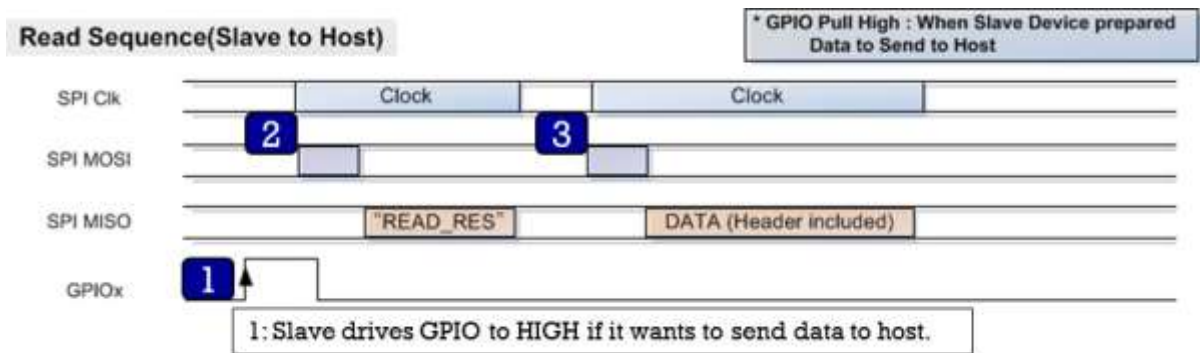 Read Sequence(Slave to Host)
* GPIO Pull High : When Slave Device prepared
Data to Send to Host
SPI Clk
Clock
Clock
2
3
SPI MOSI
SPI MISO
"READ_RES"
DATA (Header included)
1
GPIOx
1: Slave drives GPIO to HIGH if it wants to send data to host.